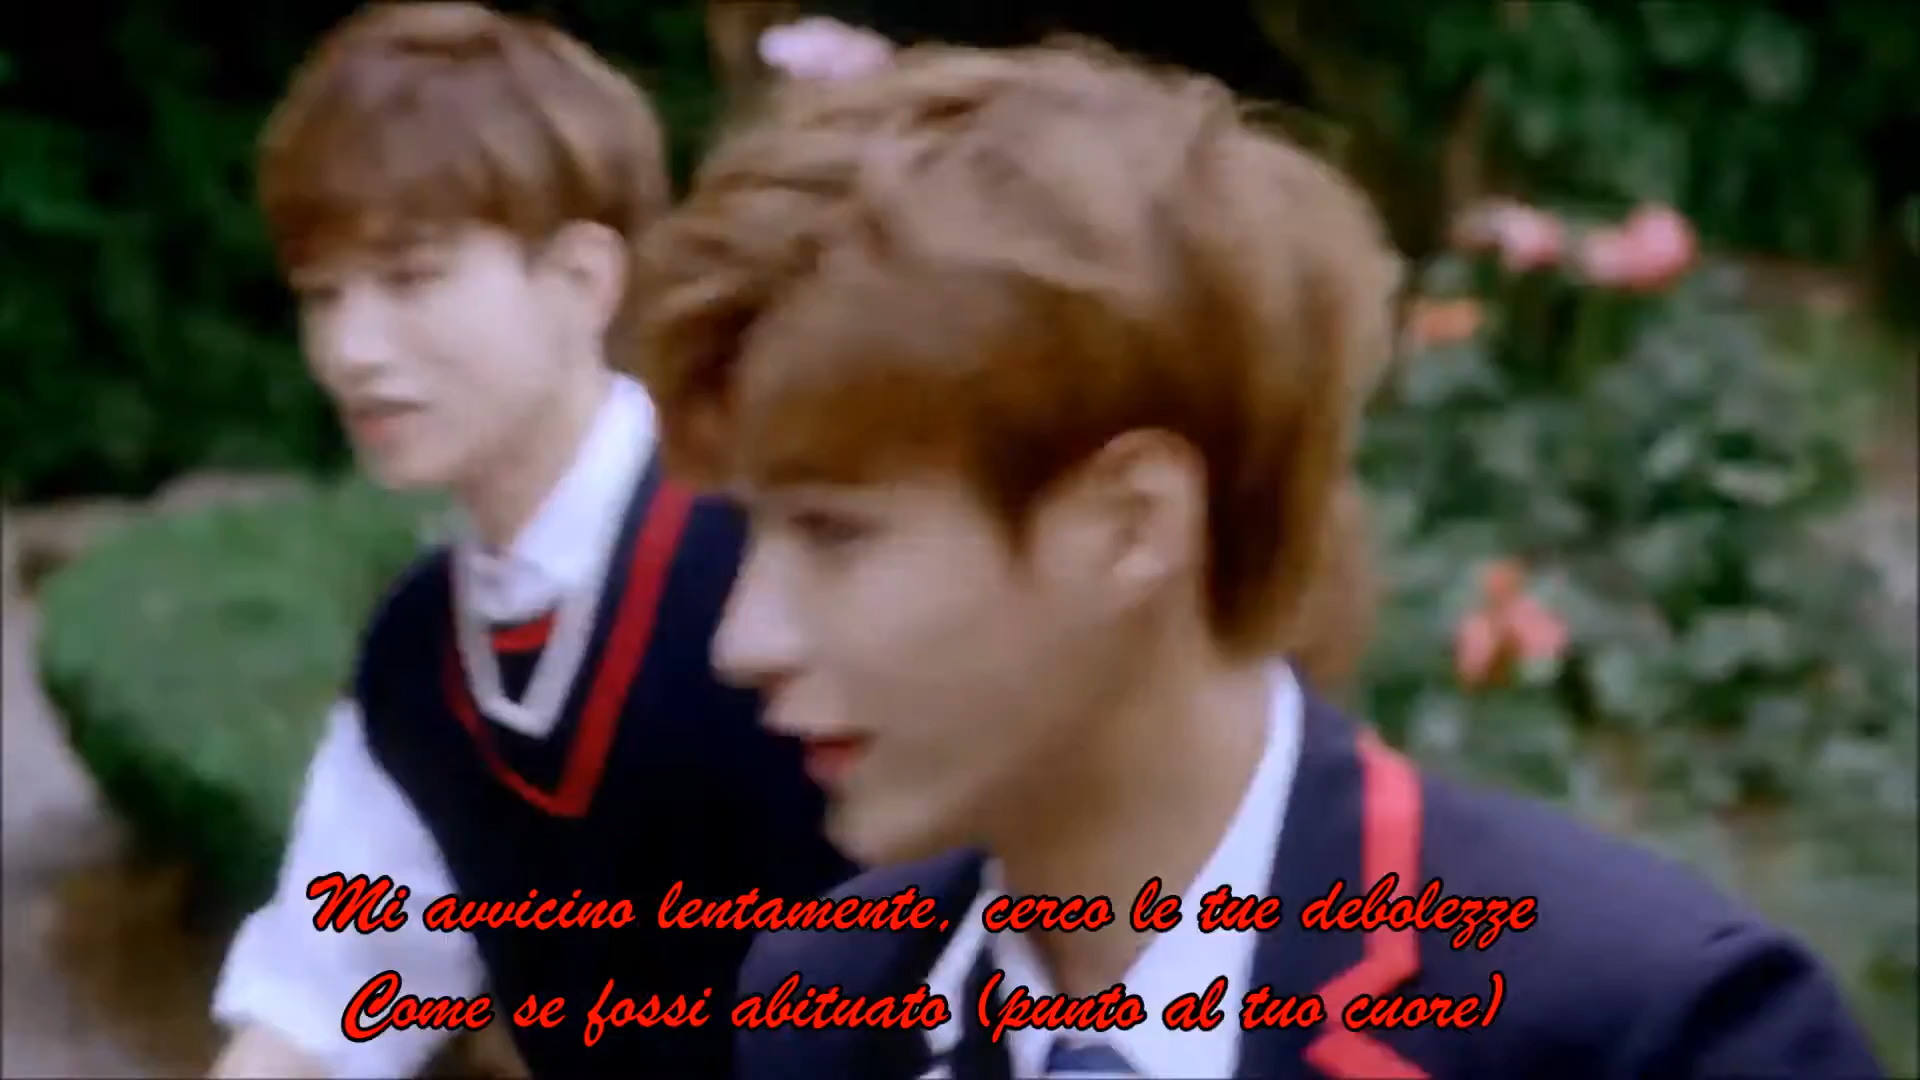 Mi avvicino lentamente, cerco le tue debolezze
Come se fossi abituato (punto al tuo cuore)